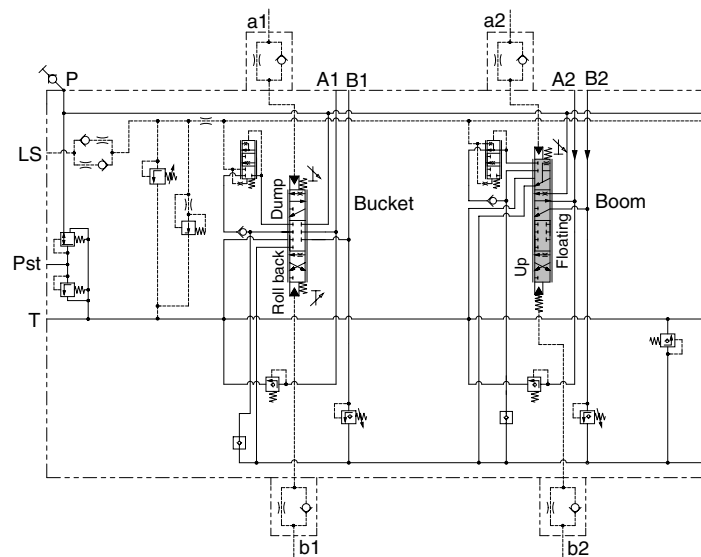 a1
a2
P
A1
B1
A2
B2
LS
Dump
Bucket
Roll back
Boom
Floating
Up
Pst
T
b1
b2